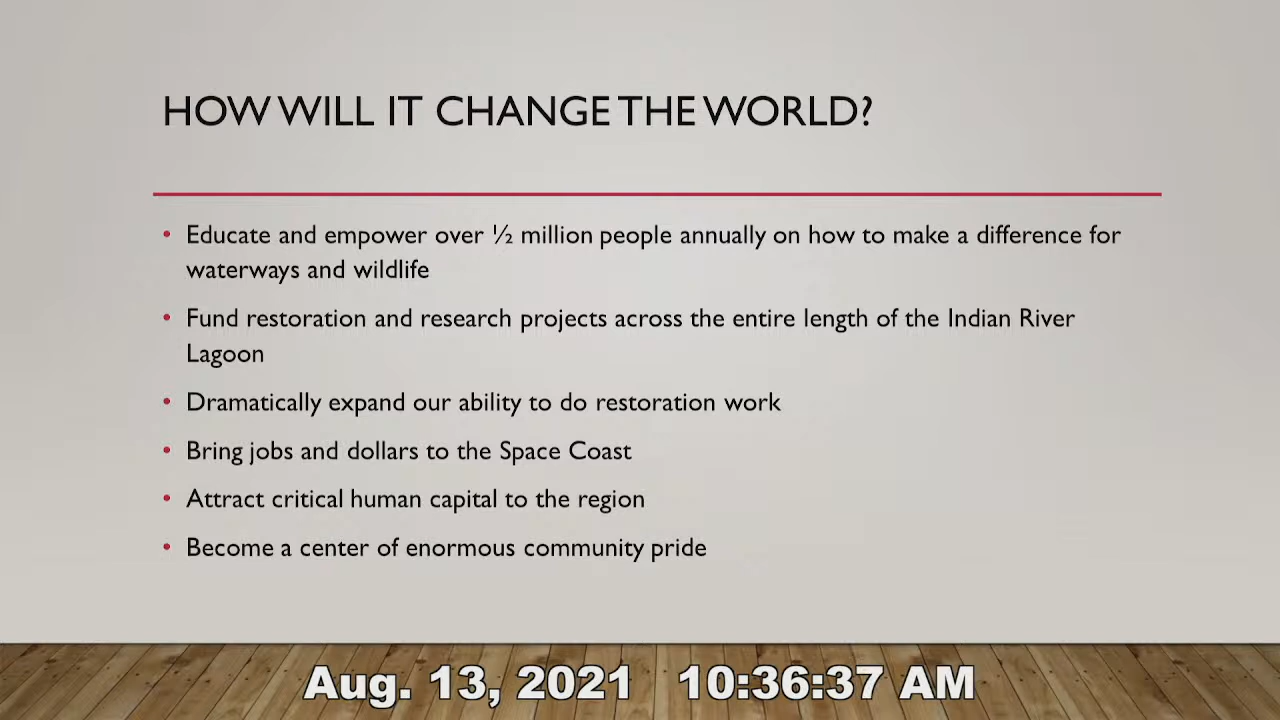 HOW WILL IT CHANGE THE WORLD?
• Educate and empower over ½ million people annually on how to make a difference for
waterways and wildlife
• Fund restoration and research projects across the entire length of the Indian River
Lagoon
• Dramatically expand our ability to do restoration work
• Bring jobs and dollars to the Space Coast
• Attract critical human capital to the region
• Become a center of enormous community pride
Aug. 13, 2021 10:36:37 AM